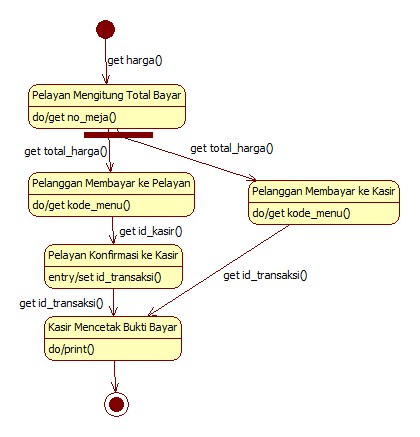 get harga()
Pelayan Mengitung Total Bayar
do/get no_meja()
get total_harga()
get total_harga()
Pelanggan Membayar ke Pelayan
do/get kode_menu()
Pelanggan Membayar ke Kasir
do/get kode_menu()
get id_kasir()
Pelayan Konfirmasi ke Kasir
entry/set id_transaksi()
get id_transaksi()
get id_transaksi()
Kasir Mencetak Bukti Bayar
do/print()